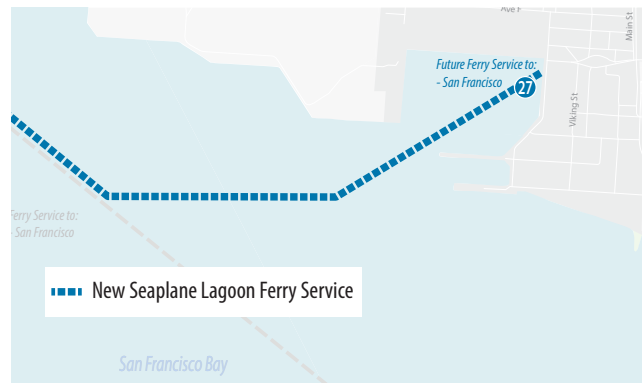 Ave F
Main St
Future Ferry Service to:
- San Francisco
27
Viking St
Ferry Service to:
- San Francisco
New Seaplane Lagoon Ferry Service
San Francisco Bay